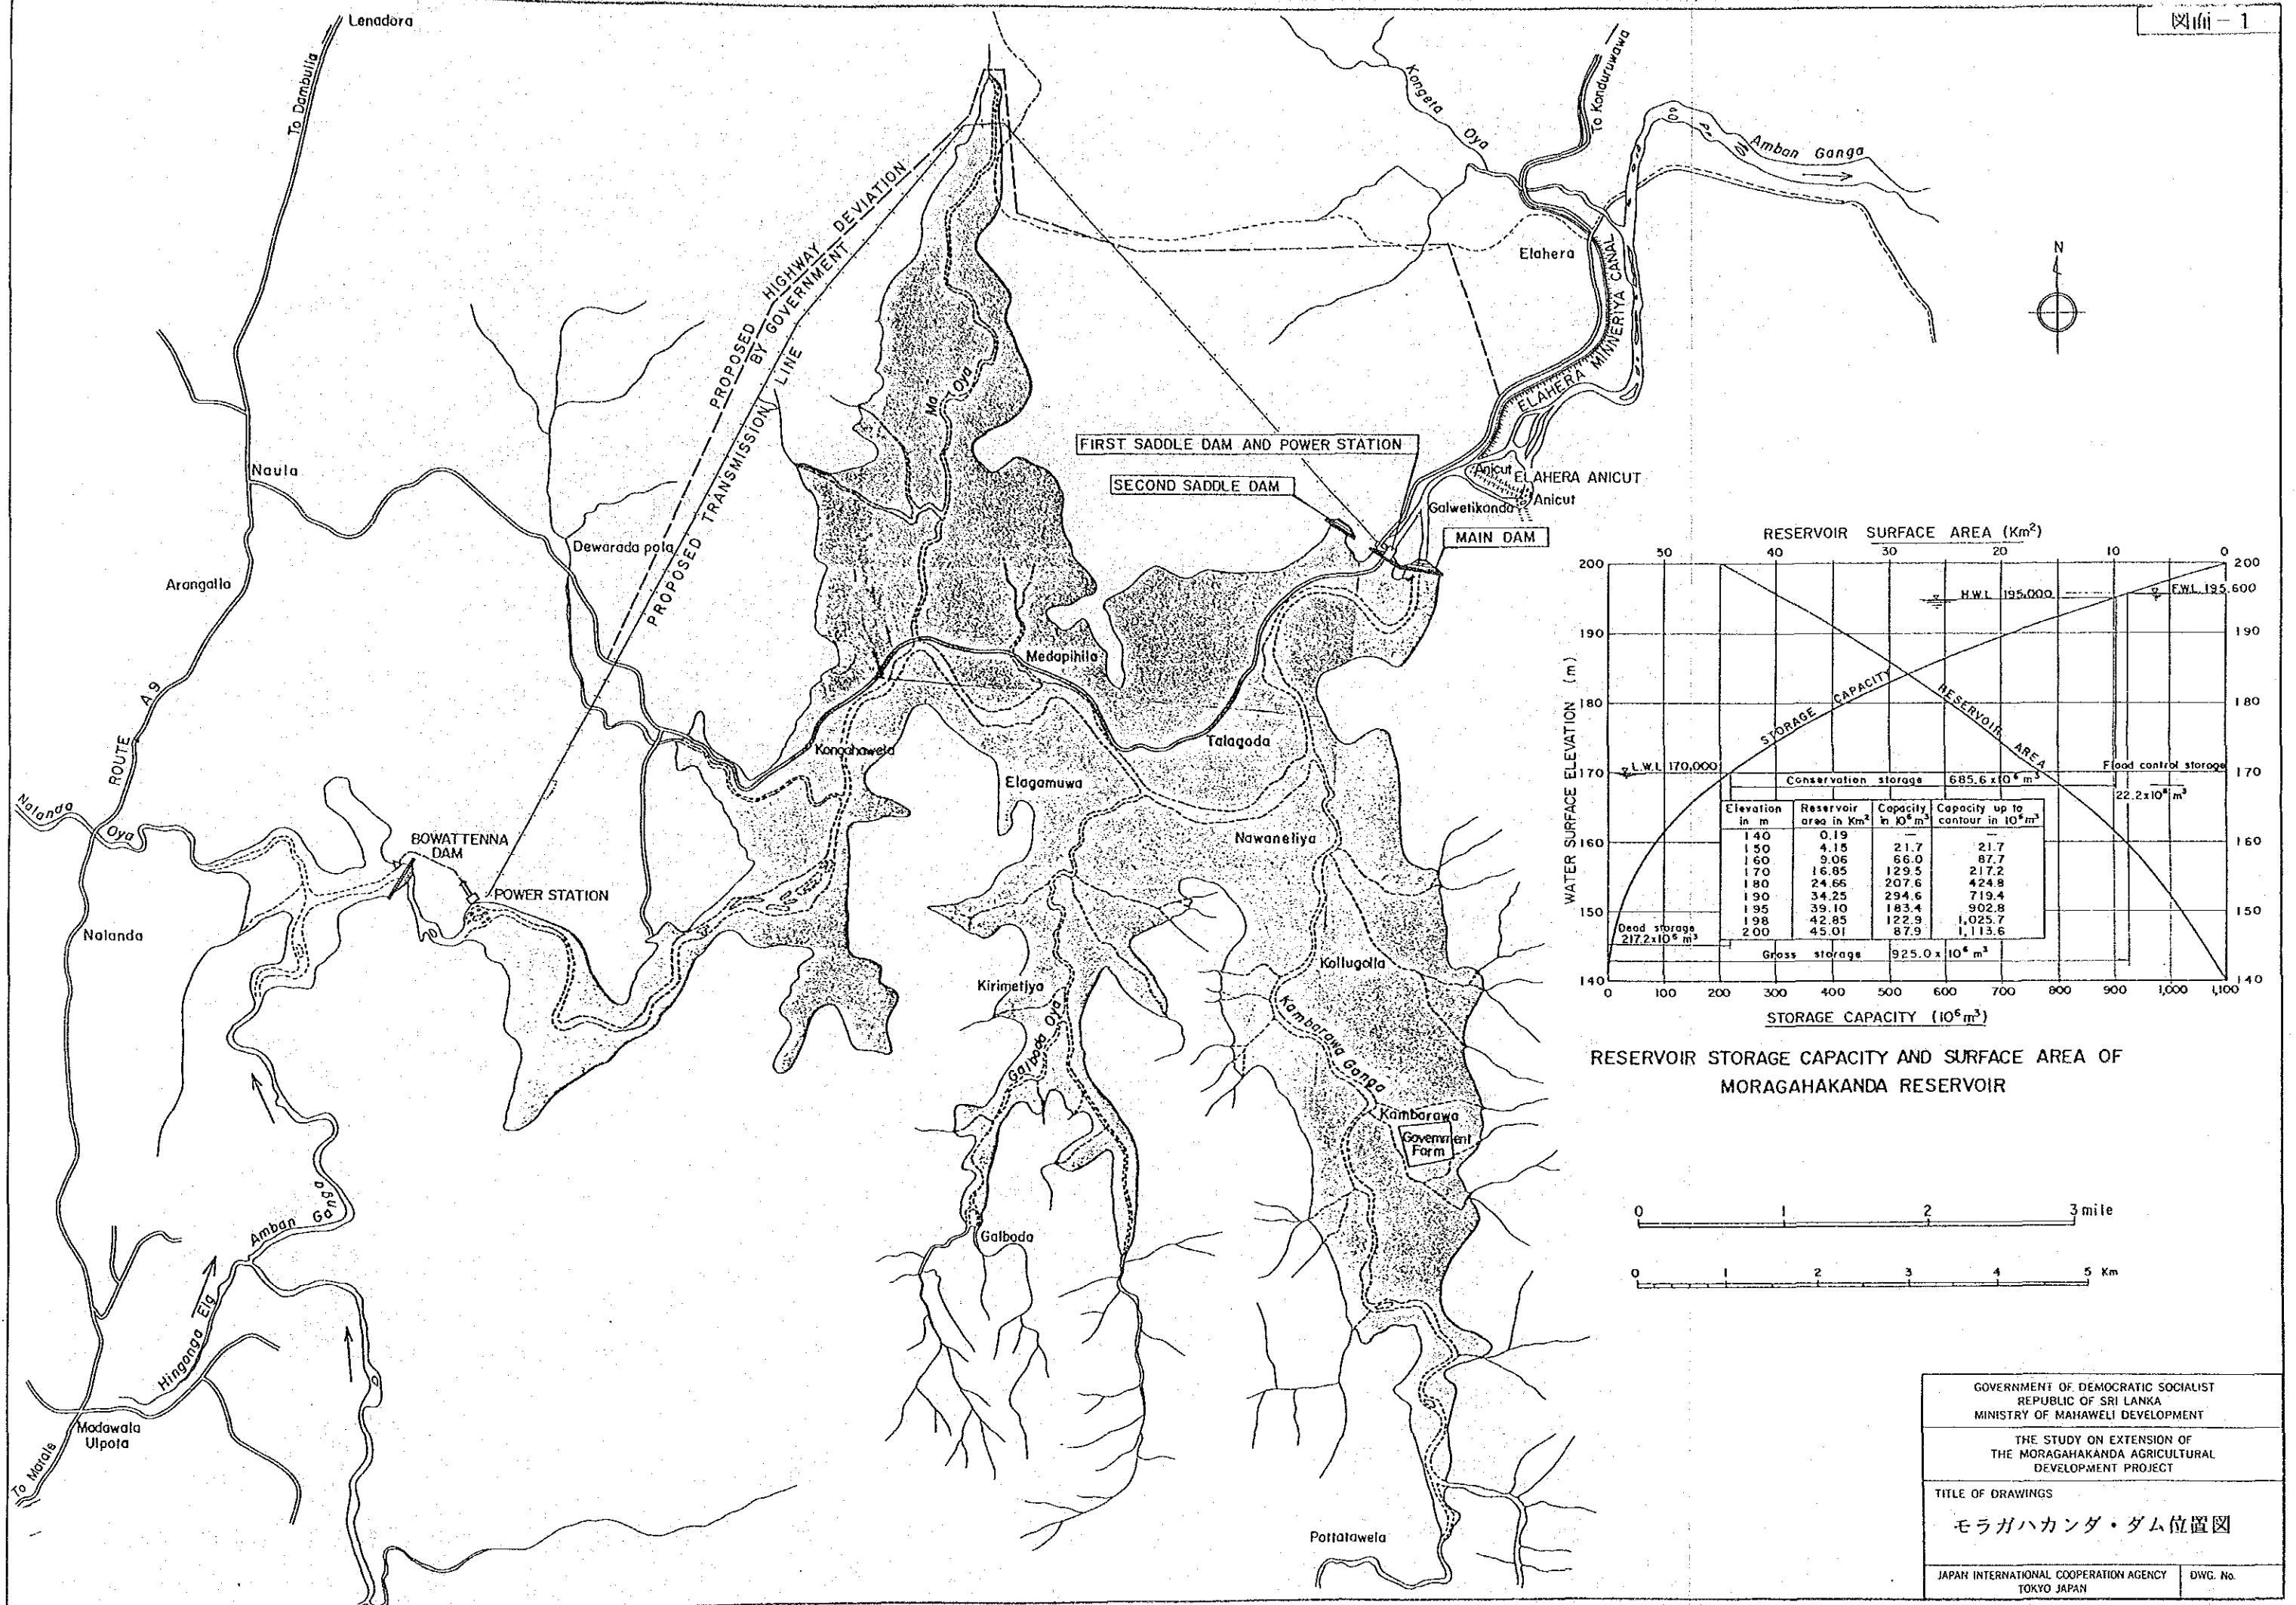 図面-1
Lenadora
To Dambulla
Kongeta Oya
To Konduruwawa
Amban Ganga
N
PROPOSED HIGHWAY DEVIATION
BY GOVERNMENT
PROPOSED TRANSMISSION LINE
Elahera
ELAHERA MINNERIYA CANAL
Ma Oya
FIRST SADDLE DAM AND POWER STATION
SECOND SADDLE DAM
Anicut
ELAHERA ANICUT
Anicut
Galwetikanda
MAIN DAM
Naula
Dewarada pola
Arangalla
ROUTE A9
Medapihila
Talagoda
Kongahawela
Elagamuwa
Nawaneliya
Nalanda Oya
BOWATTENNA
DAM
POWER STATION
Nalanda
Kirimetiya
Kollugolla
Galboda Oya
Kambarawa Ganga
Kambarawa
Government
Farm
Galboda
Amban Ganga
Hinganga Ela
Madawala
Ulpota
To Matale
Pottatawela
RESERVOIR SURFACE AREA (Km²)
50 40 30 20 10 0
200 200
H.W.L 195.000
F.W.L 195.600
190 190
WATER SURFACE ELEVATION (m)
180 180
STORAGE CAPACITY
RESERVOIR AREA
L.W.L 170,000
170 170
Conservation storage 685.6x10⁶ m³
Flood control storage
22.2x10⁶ m³
Elevation in m Reservoir area in Km² Capacity in 10⁶ m³ Capacity up to contour in 10⁶ m³
140 0.19 — —
150 4.15 21.7 21.7
160 9.06 66.0 87.7
170 16.85 129.5 217.2
180 24.66 207.6 424.8
190 34.25 294.6 719.4
195 39.10 183.4 902.8
198 42.85 122.9 1,025.7
200 45.01 87.9 1,113.6
160 160
150 150
Dead storage
217.2x10⁶ m³
Gross storage 925.0x10⁶ m³
140 140
0 100 200 300 400 500 600 700 800 900 1,000 1,100
STORAGE CAPACITY (10⁶m³)
RESERVOIR STORAGE CAPACITY AND SURFACE AREA OF
MORAGAHAKANDA RESERVOIR
0 1 2 3 mile
0 1 2 3 4 5 Km
GOVERNMENT OF DEMOCRATIC SOCIALIST
REPUBLIC OF SRI LANKA
MINISTRY OF MAHAWELI DEVELOPMENT
THE STUDY ON EXTENSION OF
THE MORAGAHAKANDA AGRICULTURAL
DEVELOPMENT PROJECT
TITLE OF DRAWINGS
モラガハカンダ・ダム位置図
JAPAN INTERNATIONAL COOPERATION AGENCY
TOKYO JAPAN
DWG. No.